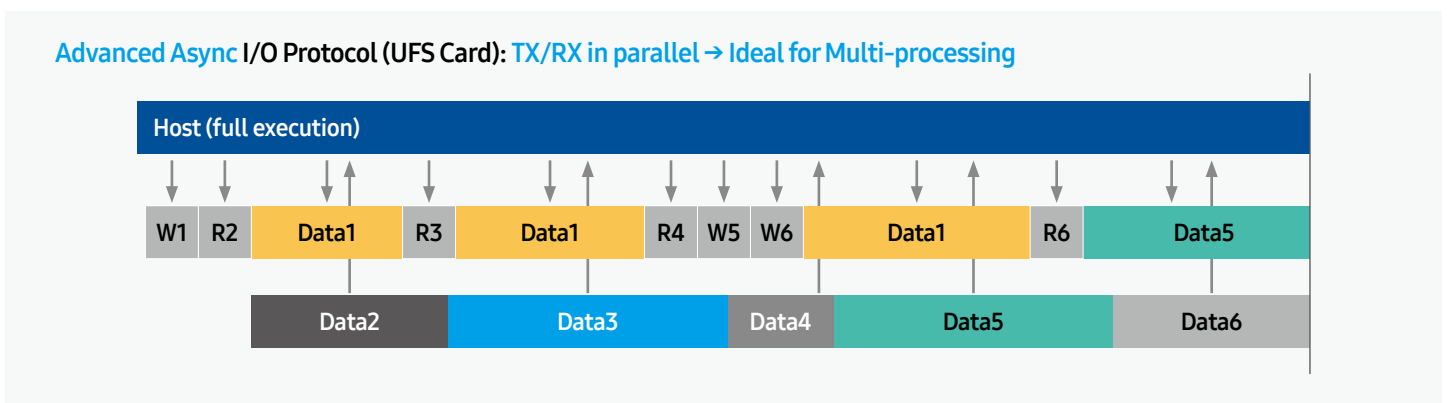 Advanced Async I/O Protocol (UFS Card): TX/RX in parallel → Ideal for Multi-processing
Host (full execution)
W1 R2 Data1 R3 Data1 R4 W5 W6 Data1 R6 Data5
Data2 Data3 Data4 Data5 Data6